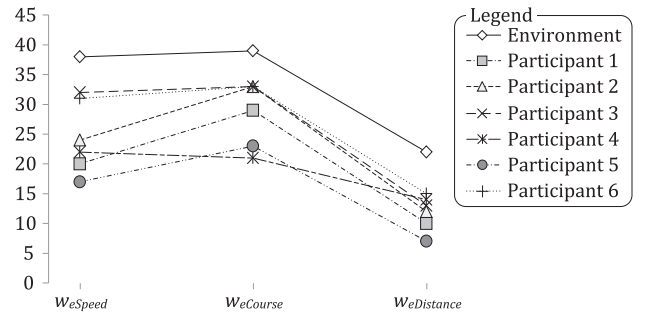 45
40
35
30
25
20
15
10
5
0
weSpeed weCourse weDistance
Legend
Environment
Participant 1
Participant 2
Participant 3
Participant 4
Participant 5
Participant 6